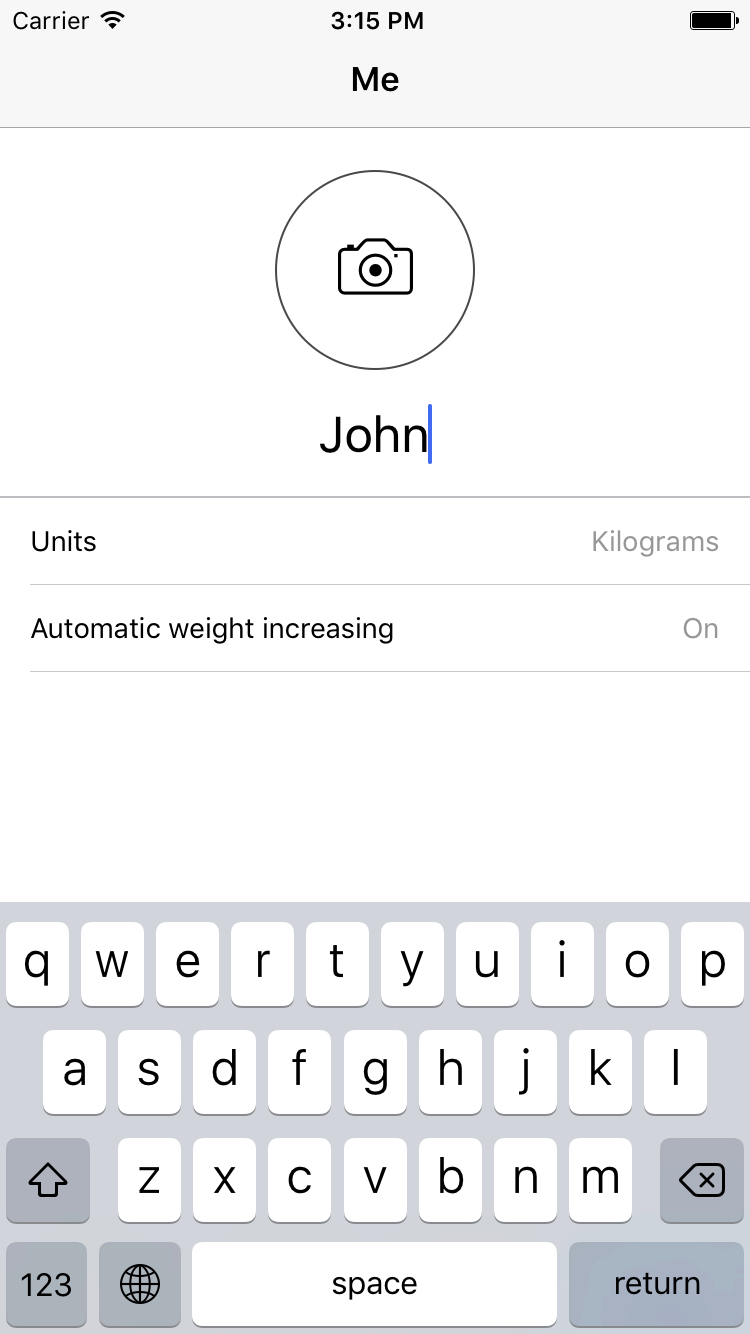 Carrier 3:15 PM
Me
John
Units Kilograms
Automatic weight increasing On
q w e r t y u i o p
a s d f g h j k l
z x c v b n m
123 space return